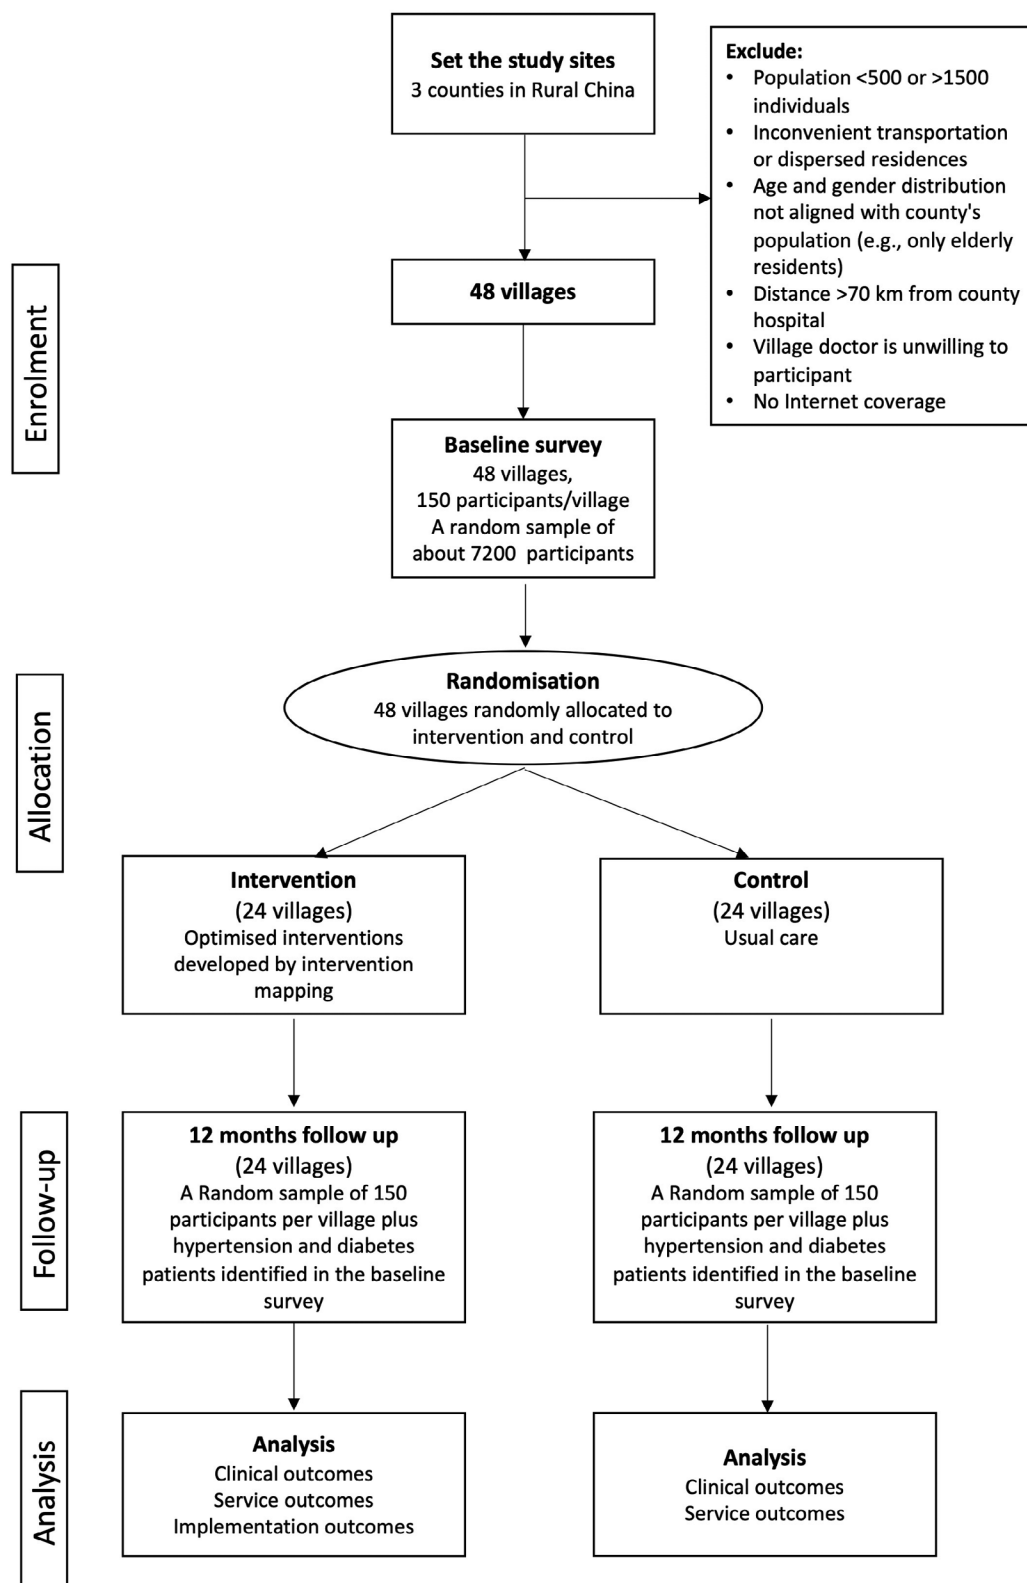 Set the study sites
3 counties in Rural China
Exclude:
• Population <500 or >1500
individuals
• Inconvenient transportation
or dispersed residences
• Age and gender distribution
not aligned with county's
population (e.g., only elderly
residents)
• Distance >70 km from county
hospital
• Village doctor is unwilling to
participant
• No Internet coverage
Enrolment
48 villages
Baseline survey
48 villages,
150 participants/village
A random sample of
about 7200 participants
Allocation
Randomisation
48 villages randomly allocated to
intervention and control
Intervention
(24 villages)
Optimised interventions
developed by intervention
mapping
Control
(24 villages)
Usual care
Follow-up
12 months follow up
(24 villages)
A Random sample of 150
participants per village plus
hypertension and diabetes
patients identified in the baseline
survey
12 months follow up
(24 villages)
A Random sample of 150
participants per village plus
hypertension and diabetes
patients identified in the baseline
survey
Analysis
Analysis
Clinical outcomes
Service outcomes
Implementation outcomes
Analysis
Clinical outcomes
Service outcomes